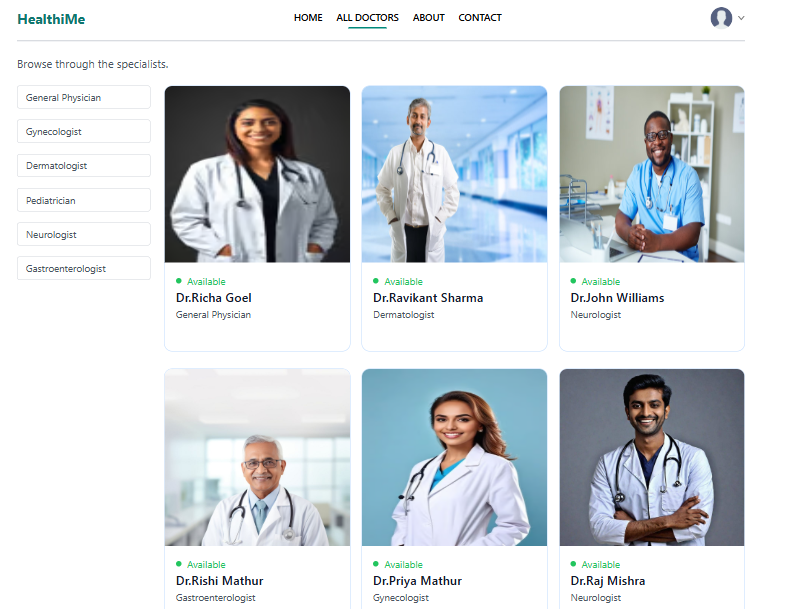 HealthiMe
HOME ALL DOCTORS ABOUT CONTACT
Browse through the specialists.
General Physician
Gynecologist
Dermatologist
Pediatrician
Neurologist
Gastroenterologist
Available
Dr.Richa Goel
General Physician
Available
Dr.Ravikant Sharma
Dermatologist
Available
Dr.John Williams
Neurologist
Available
Dr.Rishi Mathur
Gastroenterologist
Available
Dr.Priya Mathur
Gynecologist
Available
Dr.Raj Mishra
Neurologist